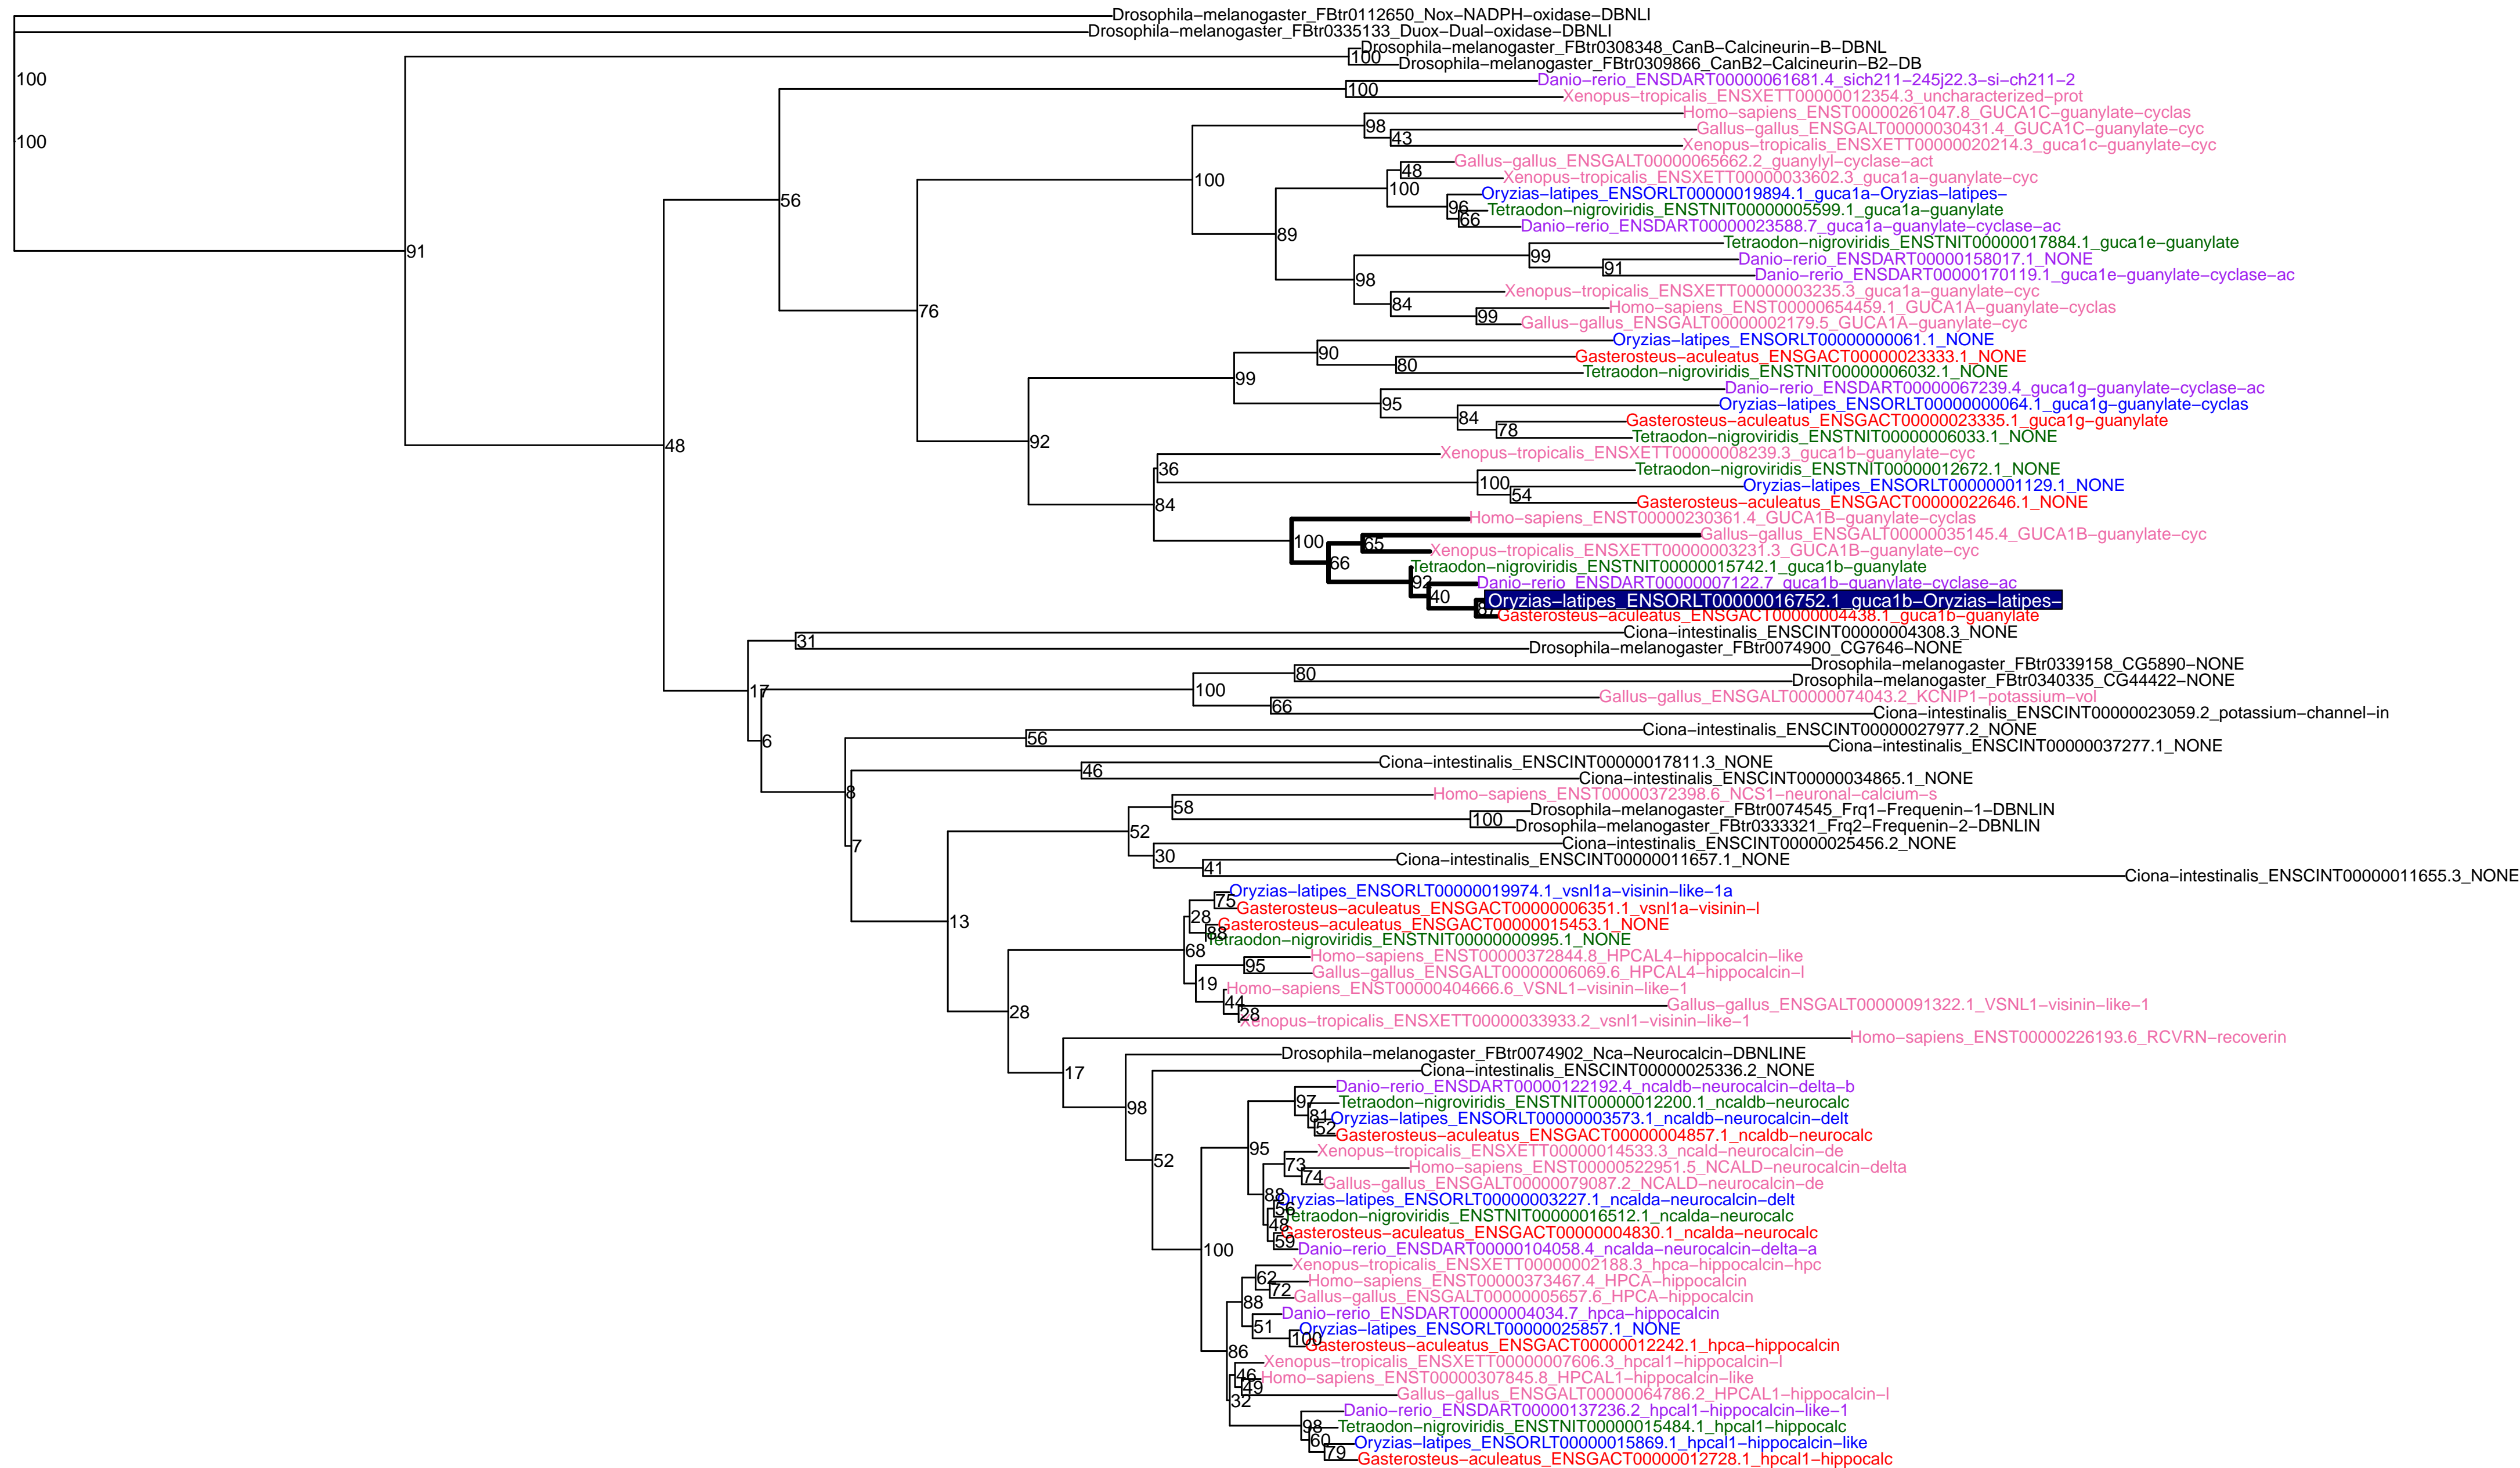 Drosophila−melanogaster_FBtr0112650_Nox−NADPH−oxidase−DBNLI
Drosophila−melanogaster_FBtr0335133_Duox−Dual−oxidase−DBNLI
Drosophila−melanogaster_FBtr0308348_CanB−Calcineurin−B−DBNL
100
Drosophila−melanogaster_FBtr0309866_CanB2−Calcineurin−B2−DB
100
Danio−rerio_ENSDART00000061681.4_sich211−245j22.3−si−ch211−2
100
Xenopus−tropicalis_ENSXETT00000012354.3_uncharacterized−prot
Homo−sapiens_ENST00000261047.8_GUCA1C−guanylate−cyclas
98
Gallus−gallus_ENSGALT00000030431.4_GUCA1C−guanylate−cyc
43
100
Xenopus−tropicalis_ENSXETT00000020214.3_guca1c−guanylate−cyc
Gallus−gallus_ENSGALT00000065662.2_guanylyl−cyclase−act
48
100
Xenopus−tropicalis_ENSXETT00000033602.3_guca1a−guanylate−cyc
100
Oryzias−latipes_ENSORLT00000019894.1_guca1a−Oryzias−latipes−
56
96
Tetraodon−nigroviridis_ENSTNIT00000005599.1_guca1a−guanylate
66
Danio−rerio_ENSDART00000023588.7_guca1a−guanylate−cyclase−ac
89
Tetraodon−nigroviridis_ENSTNIT00000017884.1_guca1e−guanylate
91
99
Danio−rerio_ENSDART00000158017.1_NONE
91
Danio−rerio_ENSDART00000170119.1_guca1e−guanylate−cyclase−ac
98
Xenopus−tropicalis_ENSXETT00000003235.3_guca1a−guanylate−cyc
84
Homo−sapiens_ENST00000654459.1_GUCA1A−guanylate−cyclas
76
99
Gallus−gallus_ENSGALT00000002179.5_GUCA1A−guanylate−cyc
Oryzias−latipes_ENSORLT00000000061.1_NONE
90
Gasterosteus−aculeatus_ENSGACT00000023333.1_NONE
80
Tetraodon−nigroviridis_ENSTNIT00000006032.1_NONE
99
Danio−rerio_ENSDART00000067239.4_guca1g−guanylate−cyclase−ac
95
Oryzias−latipes_ENSORLT00000000064.1_guca1g−guanylate−cyclas
84
Gasterosteus−aculeatus_ENSGACT00000023335.1_guca1g−guanylate
78
Tetraodon−nigroviridis_ENSTNIT00000006033.1_NONE
92
48
Xenopus−tropicalis_ENSXETT00000008239.3_guca1b−guanylate−cyc
36
Tetraodon−nigroviridis_ENSTNIT00000012672.1_NONE
100
Oryzias−latipes_ENSORLT00000001129.1_NONE
54
84
Gasterosteus−aculeatus_ENSGACT00000022646.1_NONE
Homo−sapiens_ENST00000230361.4_GUCA1B−guanylate−cyclas
Gallus−gallus_ENSGALT00000035145.4_GUCA1B−guanylate−cyc
100
65
Xenopus−tropicalis_ENSXETT00000003231.3_GUCA1B−guanylate−cyc
66
Tetraodon−nigroviridis_ENSTNIT00000015742.1_guca1b−guanylate
92
Danio−rerio_ENSDART00000007122.7_guca1b−guanylate−cyclase−ac
40
Oryzias−latipes_ENSORLT00000016752.1_guca1b−Oryzias−latipes−
Gasterosteus−aculeatus_ENSGACT00000004438.1_guca1b−guanylate
Ciona−intestinalis_ENSCINT00000004308.3_NONE
31
Drosophila−melanogaster_FBtr0074900_CG7646−NONE
Drosophila−melanogaster_FBtr0339158_CG5890−NONE
80
Drosophila−melanogaster_FBtr0340335_CG44422−NONE
17
100
Gallus−gallus_ENSGALT00000074043.2_KCNIP1−potassium−vol
66
Ciona−intestinalis_ENSCINT00000023059.2_potassium−channel−in
Ciona−intestinalis_ENSCINT00000027977.2_NONE
6
56
Ciona−intestinalis_ENSCINT00000037277.1_NONE
Ciona−intestinalis_ENSCINT00000017811.3_NONE
46
Ciona−intestinalis_ENSCINT00000034865.1_NONE
8
Homo−sapiens_ENST00000372398.6_NCS1−neuronal−calcium−s
58
Drosophila−melanogaster_FBtr0074545_Frq1−Frequenin−1−DBNLIN
100
Drosophila−melanogaster_FBtr0333321_Frq2−Frequenin−2−DBNLIN
52
7
Ciona−intestinalis_ENSCINT00000025456.2_NONE
30
Ciona−intestinalis_ENSCINT00000011657.1_NONE
41
Ciona−intestinalis_ENSCINT00000011655.3_NONE
Oryzias−latipes_ENSORLT00000019974.1_vsnl1a−visinin−like−1a
75
Gasterosteus−aculeatus_ENSGACT00000006351.1_vsnl1a−visinin−l
28
13
Gasterosteus−aculeatus_ENSGACT00000015453.1_NONE
88
Tetraodon−nigroviridis_ENSTNIT00000000995.1_NONE
68
Homo−sapiens_ENST00000372844.8_HPCAL4−hippocalcin−like
95
Gallus−gallus_ENSGALT00000006069.6_HPCAL4−hippocalcin−l
19
Homo−sapiens_ENST00000404666.6_VSNL1−visinin−like−1
44
Gallus−gallus_ENSGALT00000091322.1_VSNL1−visinin−like−1
28
28
Xenopus−tropicalis_ENSXETT00000033933.2_vsnl1−visinin−like−1
Homo−sapiens_ENST00000226193.6_RCVRN−recoverin
Drosophila−melanogaster_FBtr0074902_Nca−Neurocalcin−DBNLINE
17
Ciona−intestinalis_ENSCINT00000025336.2_NONE
Danio−rerio_ENSDART00000122192.4_ncaldb−neurocalcin−delta−b
98
97
Tetraodon−nigroviridis_ENSTNIT00000012200.1_ncaldb−neurocalc
81
Oryzias−latipes_ENSORLT00000003573.1_ncaldb−neurocalcin−delt
52
Gasterosteus−aculeatus_ENSGACT00000004857.1_ncaldb−neurocalc
95
Xenopus−tropicalis_ENSXETT00000014533.3_ncald−neurocalcin−de
52
73
Homo−sapiens_ENST00000522951.5_NCALD−neurocalcin−delta
74
Gallus−gallus_ENSGALT00000079087.2_NCALD−neurocalcin−de
88
Oryzias−latipes_ENSORLT00000003227.1_ncalda−neurocalcin−delt
56
Tetraodon−nigroviridis_ENSTNIT00000016512.1_ncalda−neurocalc
48
Gasterosteus−aculeatus_ENSGACT00000004830.1_ncalda−neurocalc
59
100
Danio−rerio_ENSDART00000104058.4_ncalda−neurocalcin−delta−a
Xenopus−tropicalis_ENSXETT00000002188.3_hpca−hippocalcin−hpc
62
Homo−sapiens_ENST00000373467.4_HPCA−hippocalcin
72
Gallus−gallus_ENSGALT00000005657.6_HPCA−hippocalcin
88
Danio−rerio_ENSDART00000004034.7_hpca−hippocalcin
51
Oryzias−latipes_ENSORLT00000025857.1_NONE
100
Gasterosteus−aculeatus_ENSGACT00000012242.1_hpca−hippocalcin
86
Xenopus−tropicalis_ENSXETT00000007606.3_hpcal1−hippocalcin−l
46
Homo−sapiens_ENST00000307845.8_HPCAL1−hippocalcin−like
49
Gallus−gallus_ENSGALT00000064786.2_HPCAL1−hippocalcin−l
32
Danio−rerio_ENSDART00000137236.2_hpcal1−hippocalcin−like−1
98
Tetraodon−nigroviridis_ENSTNIT00000015484.1_hpcal1−hippocalc
60
Oryzias−latipes_ENSORLT00000015869.1_hpcal1−hippocalcin−like
79
Gasterosteus−aculeatus_ENSGACT00000012728.1_hpcal1−hippocalc